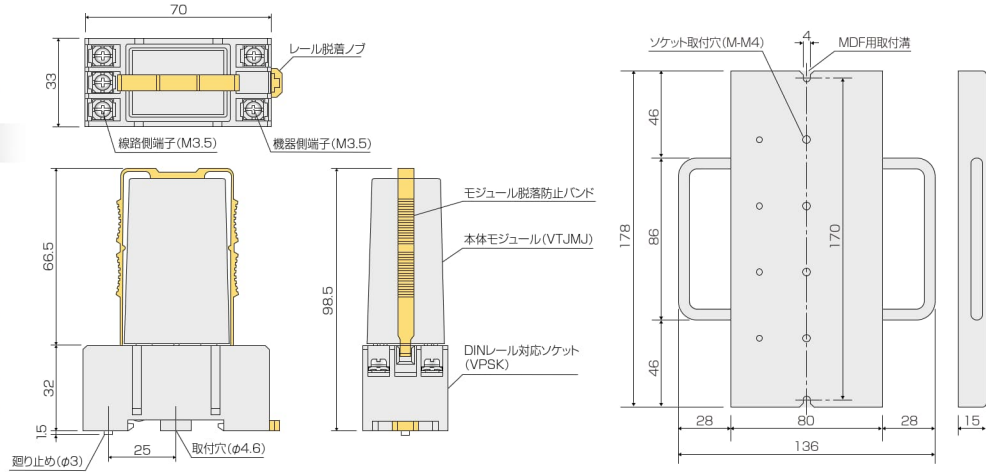 70
33
レール脱着ノブ
線路側端子(M3.5)
機器側端子(M3.5)
66.5
32
1.5
25
廻り止め(φ3)
取付穴(φ4.6)
98.5
モジュール脱落防止バンド
本体モジュール(VTJMJ)
DINレール対応ソケット
(VPSK)
ソケット取付穴(M-M4)
4
MDF用取付溝
46
178
86
170
46
28
80
28
136
15